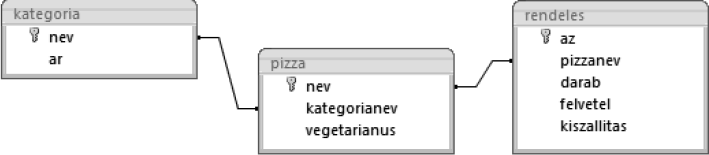 kategoria
nev
ar
pizza
nev
kategorianev
vegetarianus
rendeles
az
pizzanev
darab
felvetel
kiszallitas